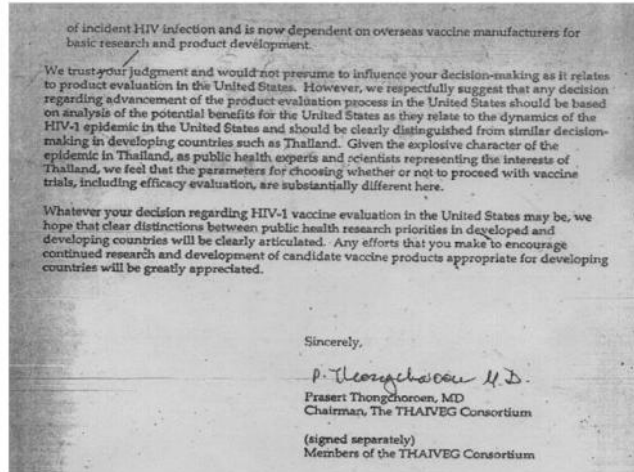 of incident HIV infection and is now dependent on overseas vaccine manufacturers for
basic research and product development.
We trust your judgment and would not presume to influence your decision-making as it relates
to product evaluation in the United States. However, we respectfully suggest that any decision
regarding advancement of the product evaluation process in the United States should be based
on analysis of the potential benefits for the United States as they relate to the dynamics of the
HIV-1 epidemic in the United States and should be clearly distinguished from similar decision-
making in developing countries such as Thailand. Given the explosive character of the
epidemic in Thailand, as public health experts and scientists representing the interests of
Thailand, we feel that the parameters for choosing whether or not to proceed with vaccine
trials, including efficacy evaluation, are substantially different here.
Whatever your decision regarding HIV-1 vaccine evaluation in the United States may be, we
hope that clear distinctions between public health research priorities in developed and
developing countries will be clearly articulated. Any efforts that you make to encourage
continued research and development of candidate vaccine products appropriate for developing
countries will be greatly appreciated.
Sincerely,
P. Thongcharoen M.D.
Prasert Thongchoroen, MD
Chairman, The THAIVEG Consortium
(signed separately)
Members of the THAIVEG Consortium